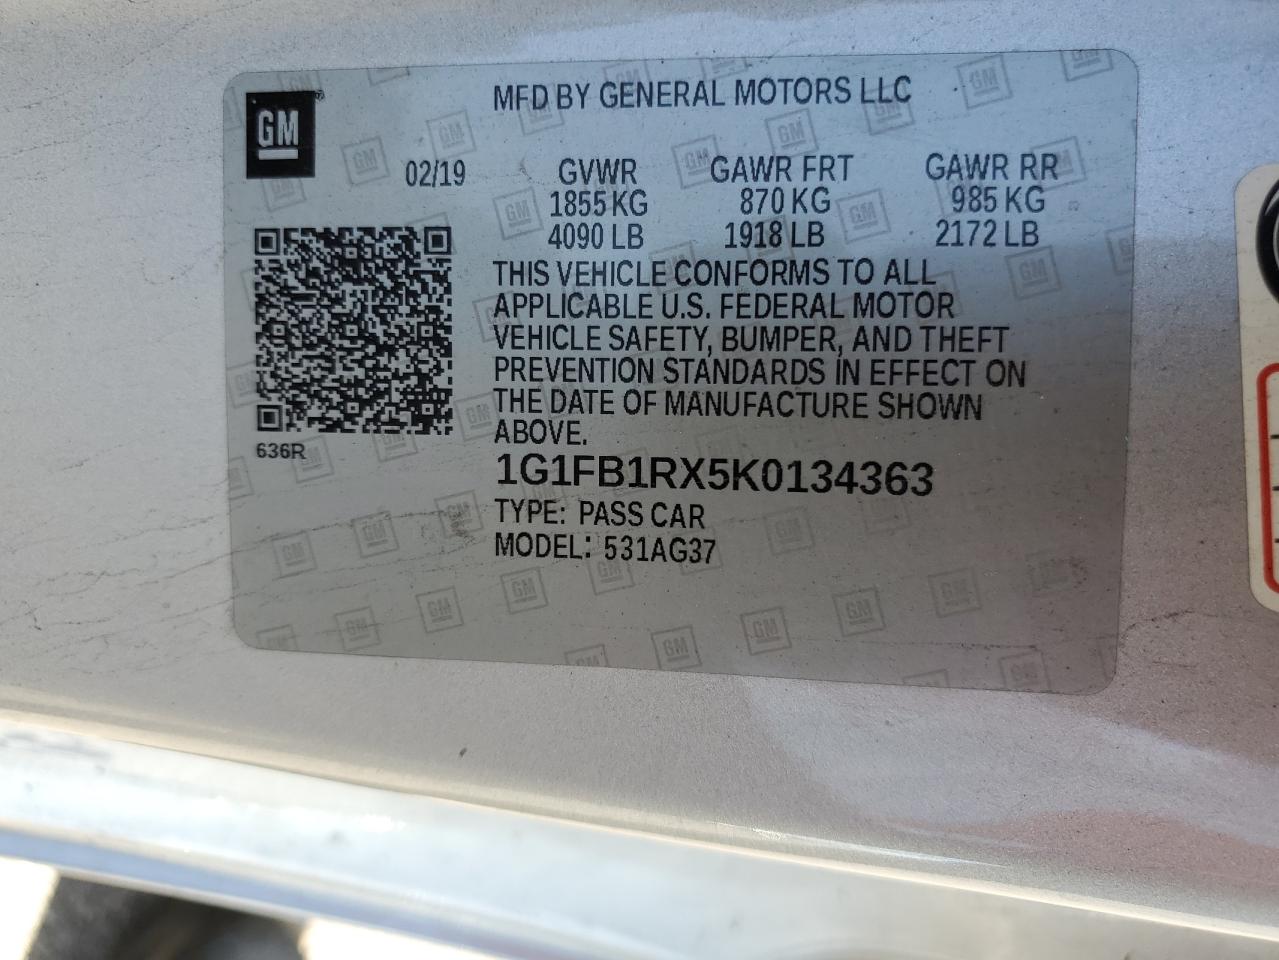 GM
MFD BY GENERAL MOTORS LLC
02/19 GVWR GAWR FRT GAWR RR
1855 KG 870 KG 985 KG
4090 LB 1918 LB 2172 LB
THIS VEHICLE CONFORMS TO ALL
APPLICABLE U.S. FEDERAL MOTOR
VEHICLE SAFETY, BUMPER, AND THEFT
PREVENTION STANDARDS IN EFFECT ON
THE DATE OF MANUFACTURE SHOWN
ABOVE.
636R
1G1FB1RX5K0134363
TYPE: PASS CAR
MODEL: 531AG37